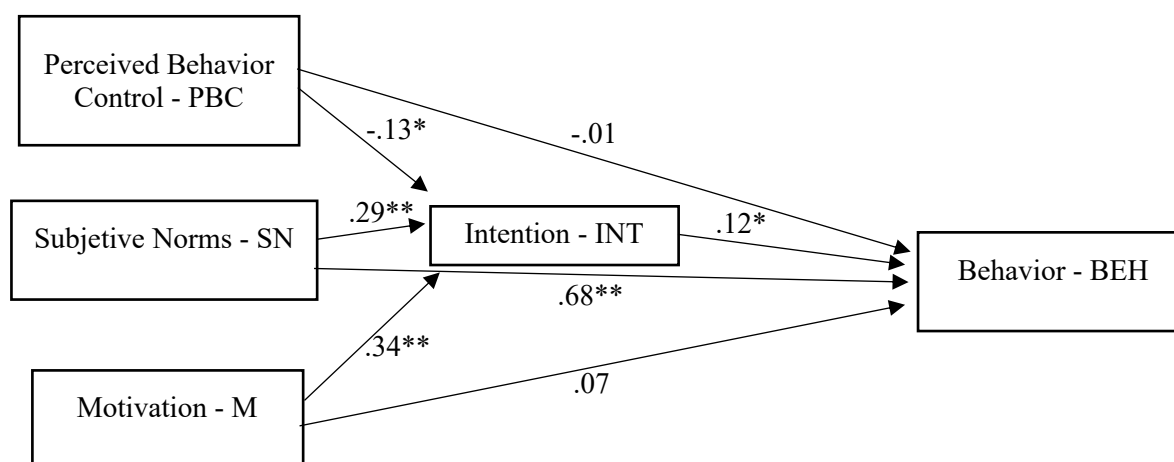 Perceived Behavior
Control - PBC
-.01
-.13*
.29**
Subjetive Norms - SN
Intention - INT
.12*
Behavior - BEH
.68**
.34**
.07
Motivation - M